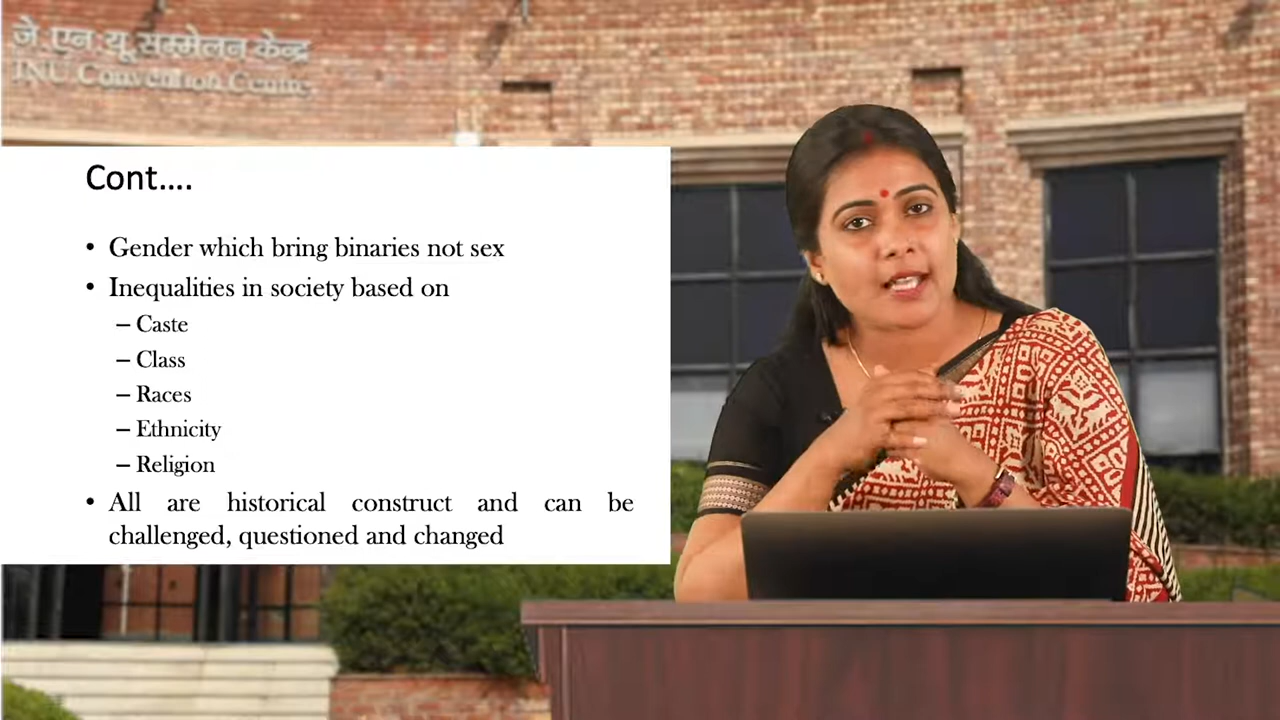 जे.एन.यू. सम्मेलन केन्द्र
JNU Convention Centre
Cont....
• Gender which bring binaries not sex
• Inequalities in society based on
– Caste
– Class
– Races
– Ethnicity
– Religion
• All are historical construct and can be
challenged, questioned and changed